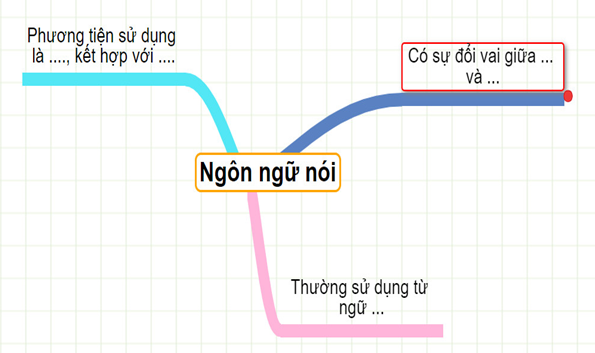 Phương tiện sử dụng
là ...., kết hợp với ....
Có sự đổi vai giữa ...
và ...
Ngôn ngữ nói
Thường sử dụng từ
ngữ ...